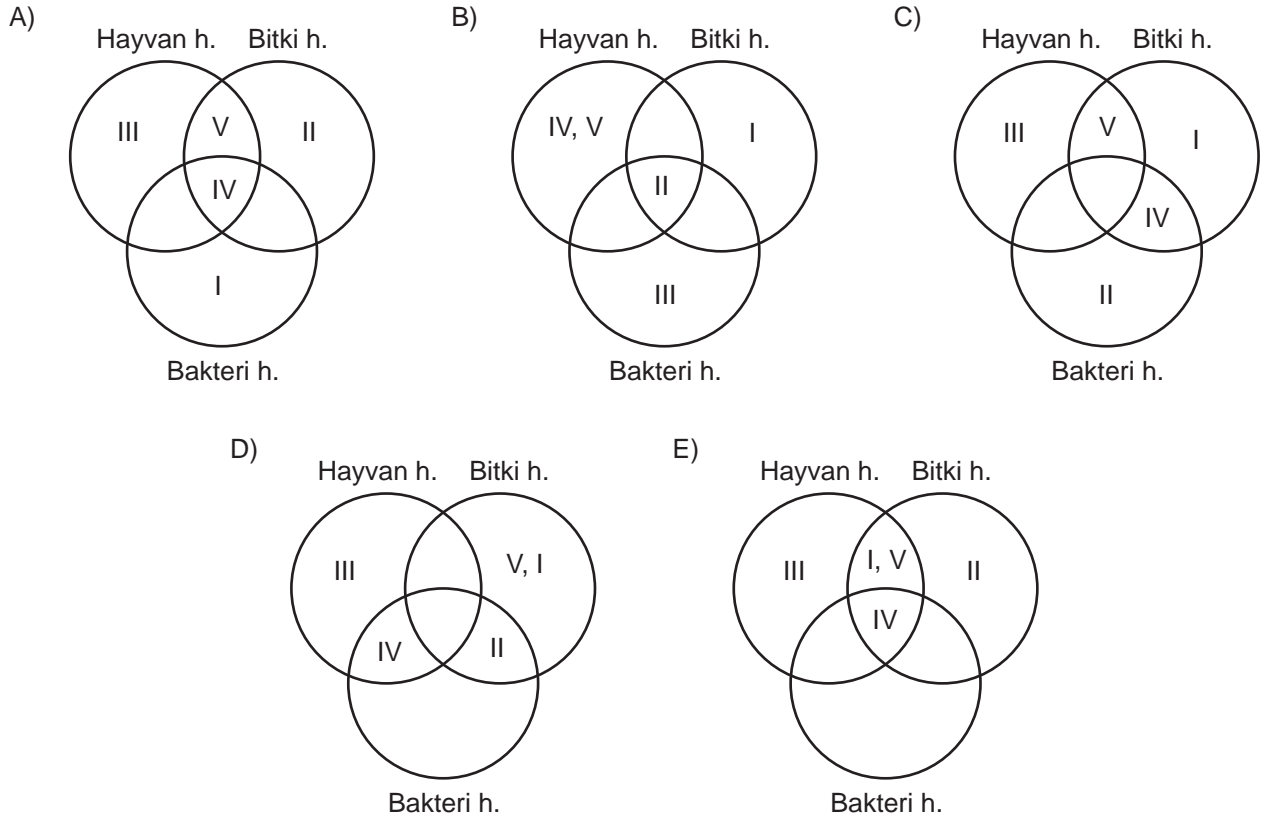 A)
Hayvan h. Bitki h.
III V II
IV
I
Bakteri h.
B)
Hayvan h. Bitki h.
IV, V I
II
III
Bakteri h.
C)
Hayvan h. Bitki h.
III V I
IV
II
Bakteri h.
D)
Hayvan h. Bitki h.
III V, I
IV II
Bakteri h.
E)
Hayvan h. Bitki h.
III I, V II
IV
Bakteri h.